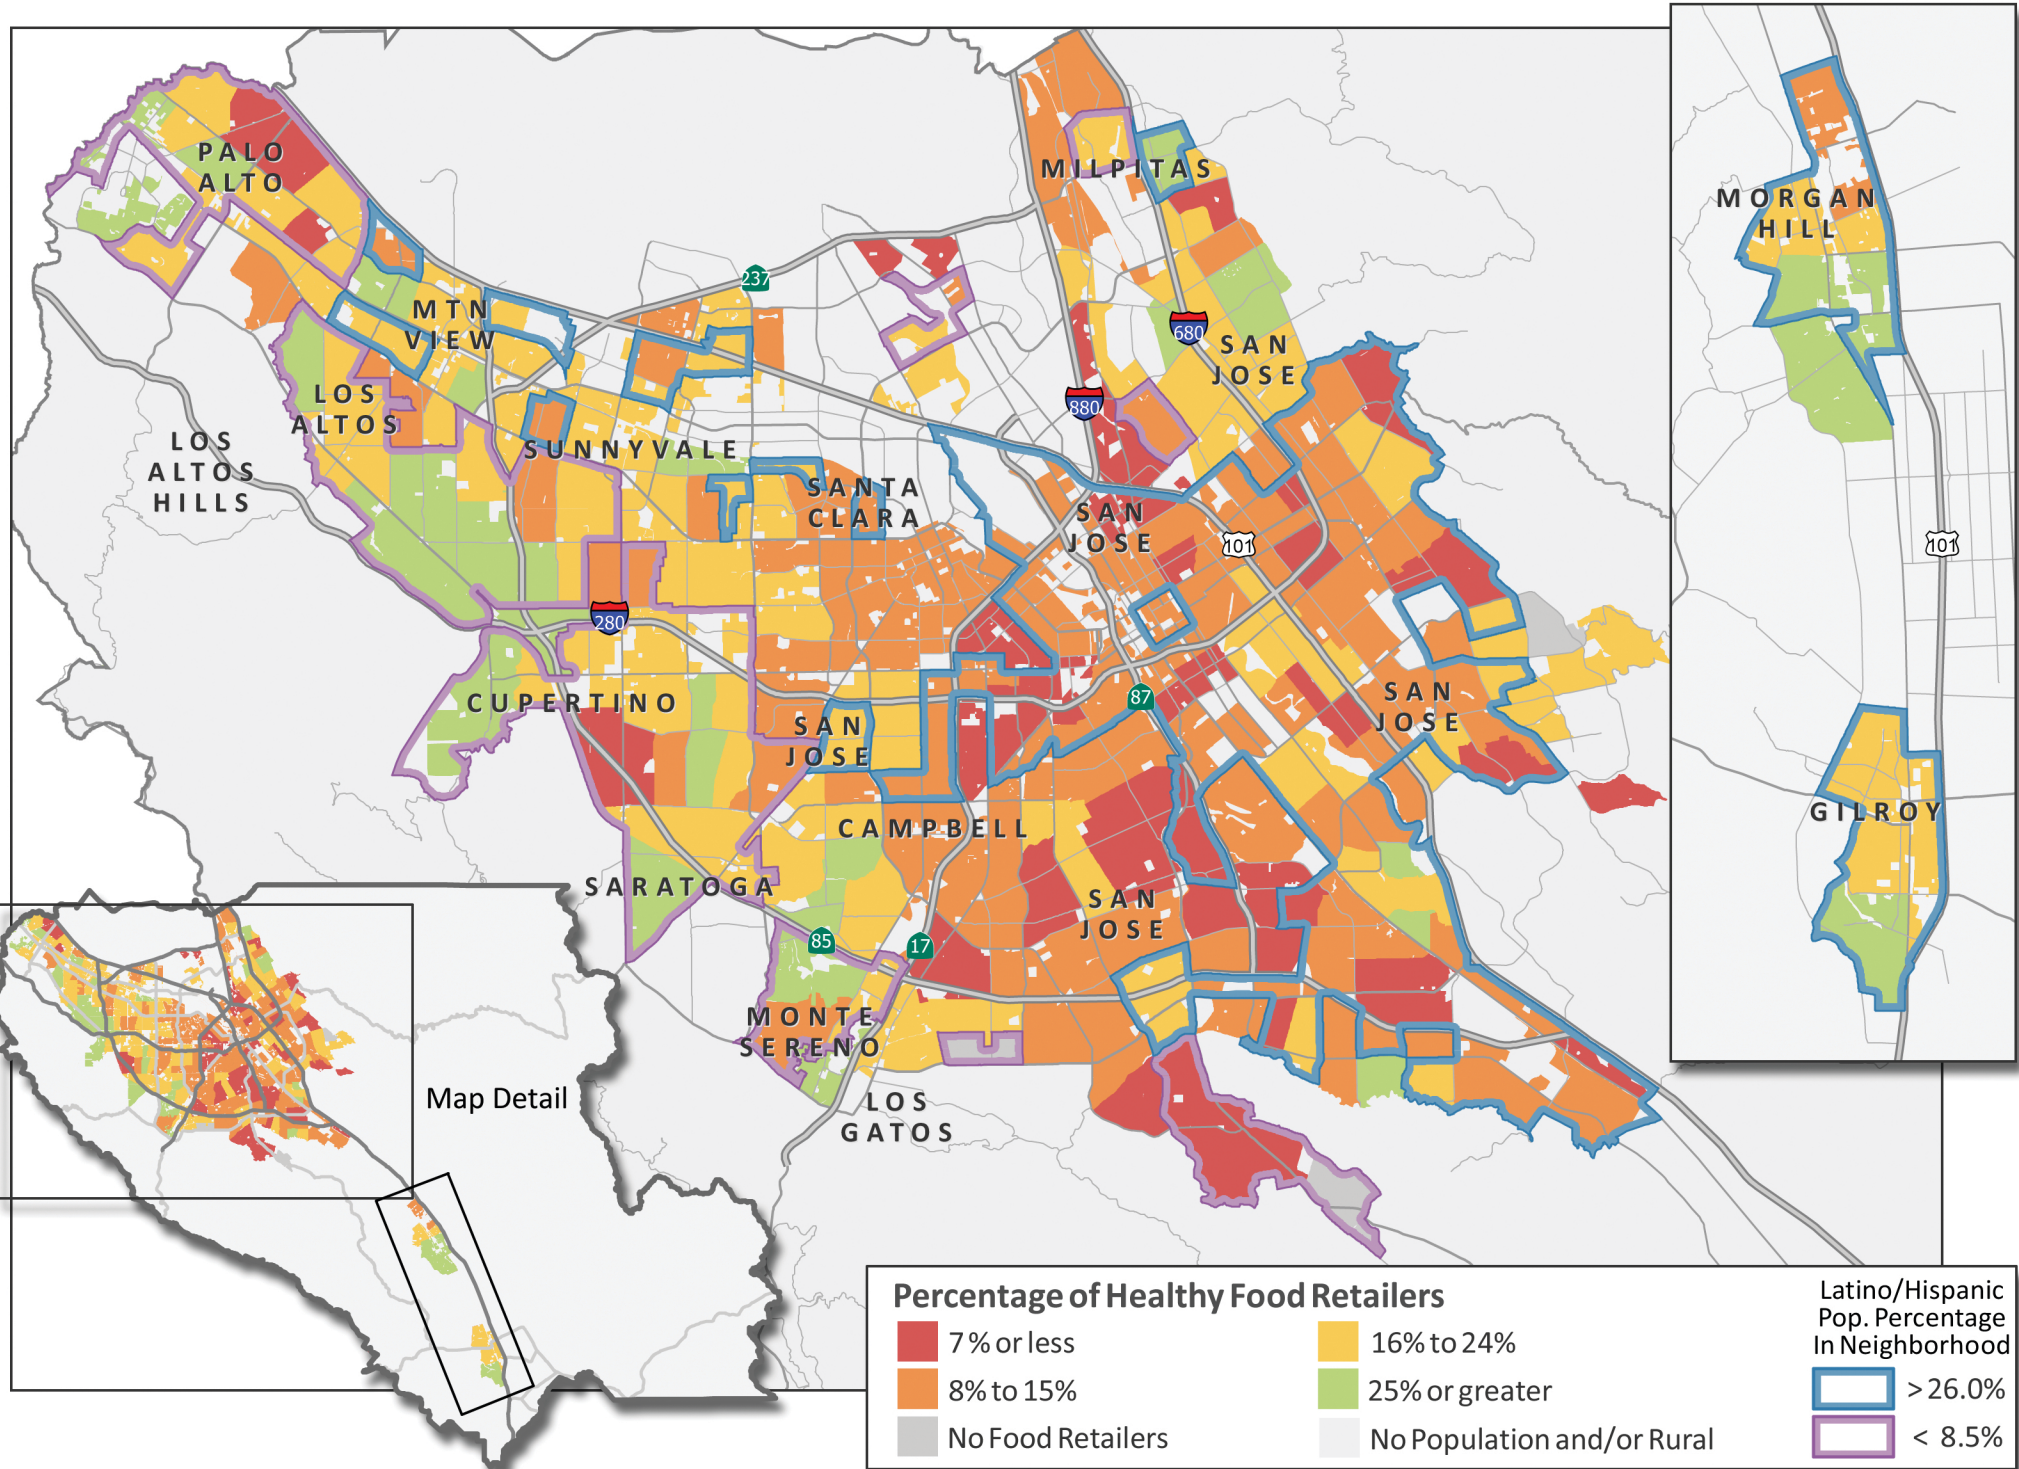 PALO
ALTO
MILPITAS
MORGAN
HILL
237
MTN
VIEW
680
SAN
JOSE
LOS
ALTOS
880
LOS
ALTOS
HILLS
SUNNYVALE
SANTA
CLARA
SAN
JOSE
101
101
280
CUPERTINO
87
SAN
JOSE
SAN
JOSE
CAMPBELL
GILROY
SARATOGA
SAN
JOSE
85
17
MONTE
SERENO
LOS
GATOS
Map Detail
Percentage of Healthy Food Retailers
7% or less
8% to 15%
No Food Retailers
16% to 24%
25% or greater
No Population and/or Rural
Latino/Hispanic
Pop. Percentage
In Neighborhood
> 26.0%
< 8.5%